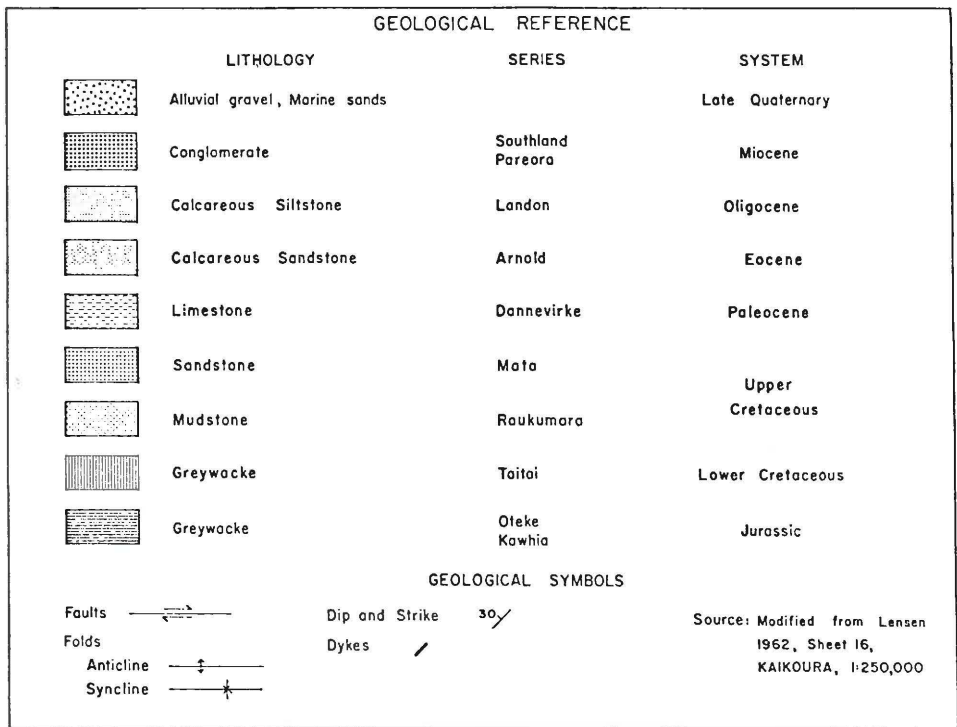 GEOLOGICAL REFERENCE
LITHOLOGY SERIES SYSTEM
Alluvial gravel, Marine sands Late Quaternary
Conglomerate Southland Pareora Miocene
Calcareous Siltstone Landon Oligocene
Calcareous Sandstone Arnold Eocene
Limestone Dannevirke Paleocene
Sandstone Mata
Upper Cretaceous
Mudstone Raukumara
Greywacke Taitai Lower Cretaceous
Greywacke Oteke Kawhia Jurassic
GEOLOGICAL SYMBOLS
Faults Dip and Strike 30 Source: Modified from Lensen
Folds Dykes 1962, Sheet 16,
Anticline KAIKOURA, 1:250,000
Syncline